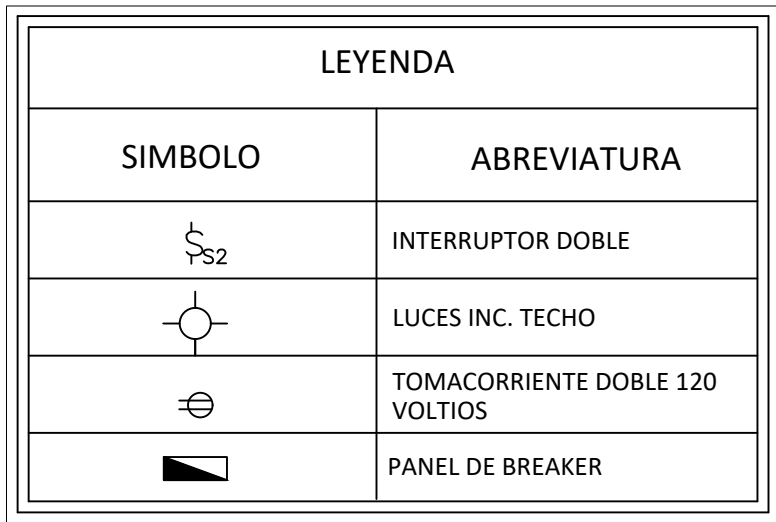 LEYENDA
SIMBOLO
ABREVIATURA
$S2
INTERRUPTOR DOBLE
LUCES INC. TECHO
TOMACORRIENTE DOBLE 120
VOLTIOS
PANEL DE BREAKER